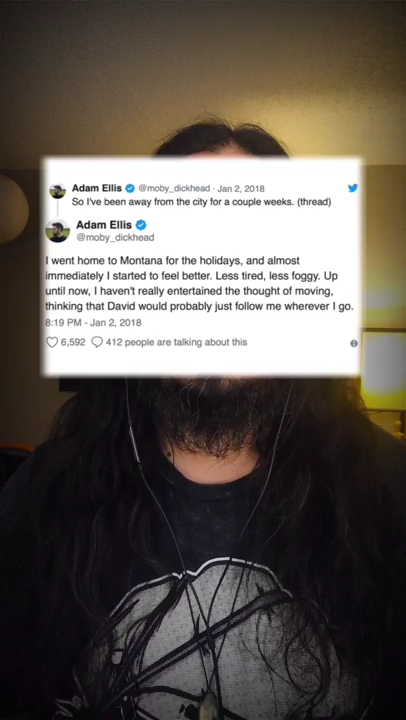 Adam Ellis @moby_dickhead · Jan 2, 2018
So I've been away from the city for a couple weeks. (thread)
Adam Ellis
@moby_dickhead
I went home to Montana for the holidays, and almost
immediately I started to feel better. Less tired, less foggy. Up
until now, I haven't really entertained the thought of moving,
thinking that David would probably just follow me wherever I go.
8:19 PM - Jan 2, 2018
6,592 412 people are talking about this